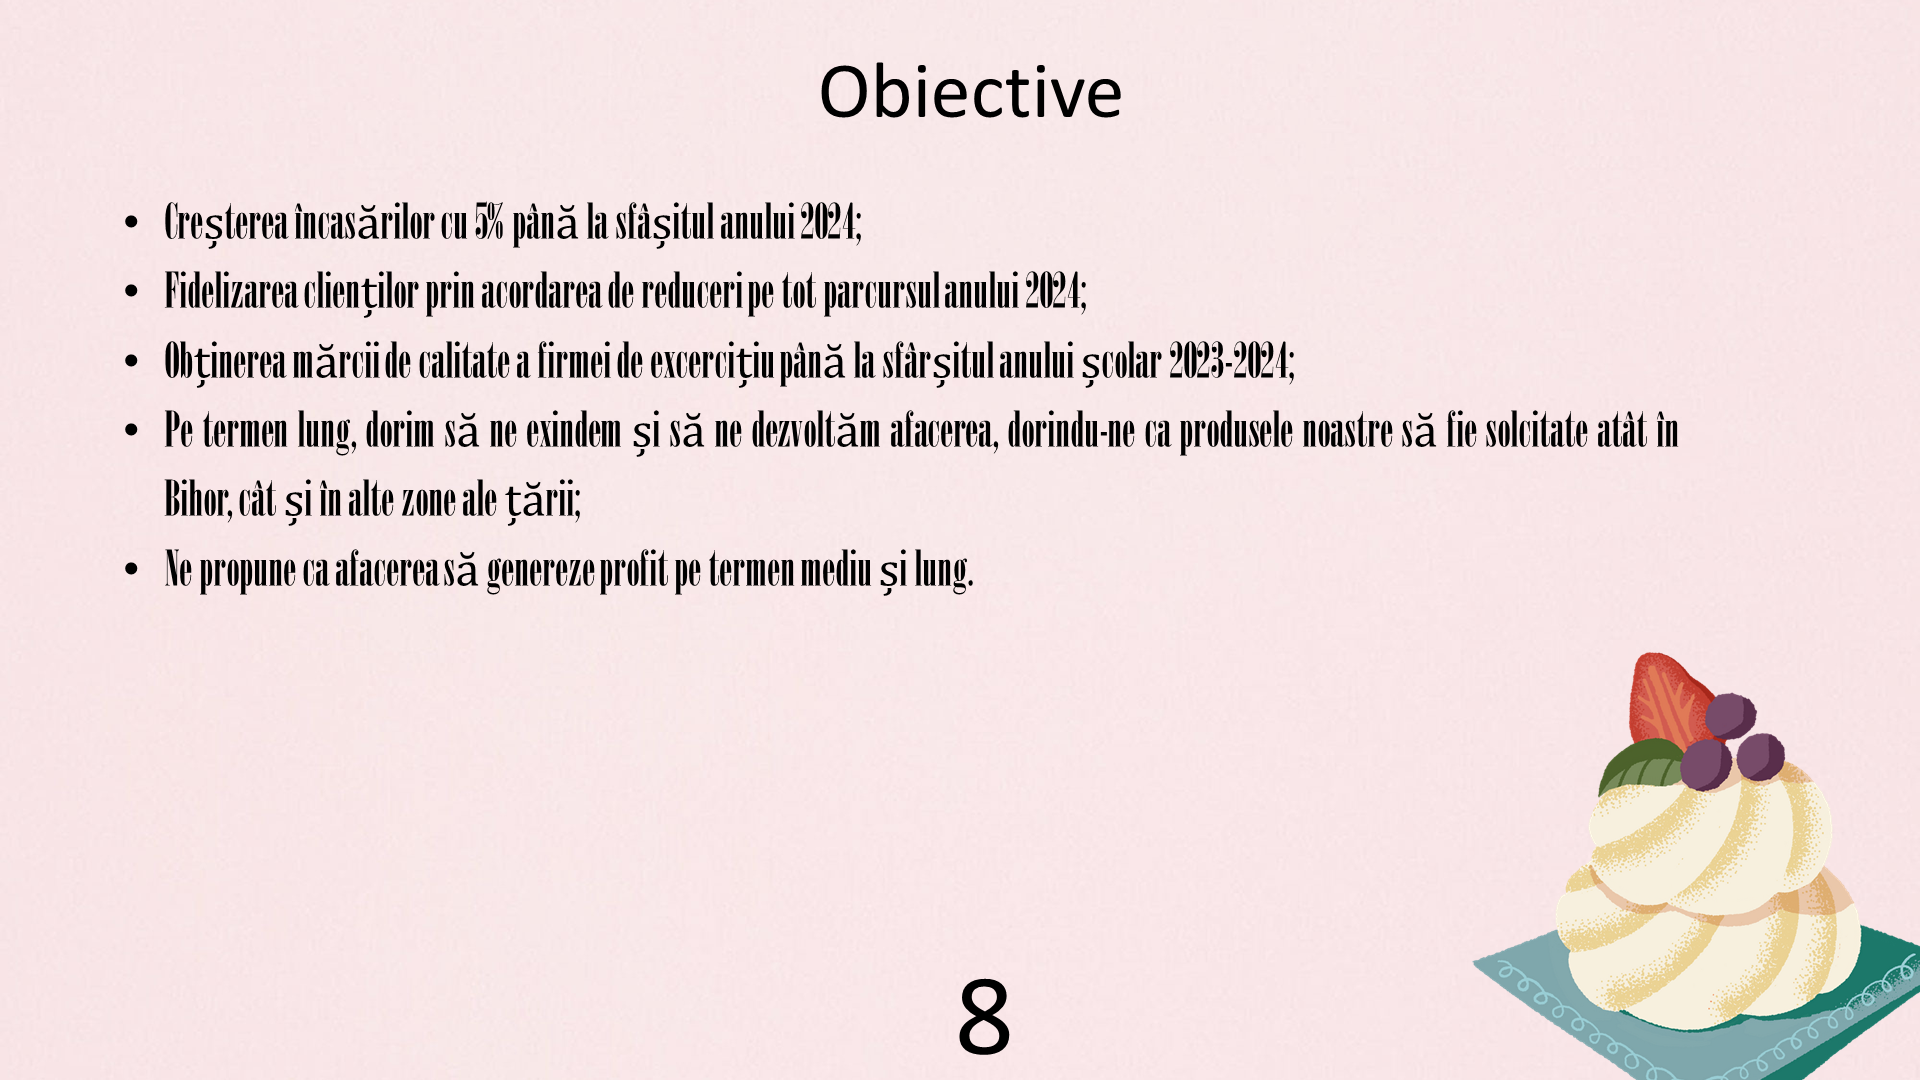 Obiective
• Creșterea încasărilor cu 5% până la sfâșitul anului 2024;
• Fidelizarea clienților prin acordarea de reduceri pe tot parcursul anului 2024;
• Obținerea mărcii de calitate a firmei de excercițiu până la sfârșitul anului școlar 2023-2024;
• Pe termen lung, dorim să ne exindem și să ne dezvoltăm afacerea, dorindu-ne ca produsele noastre să fie solcitate atât în
Bihor, cât și în alte zone ale țării;
• Ne propune ca afacerea să genereze profit pe termen mediu și lung.
8